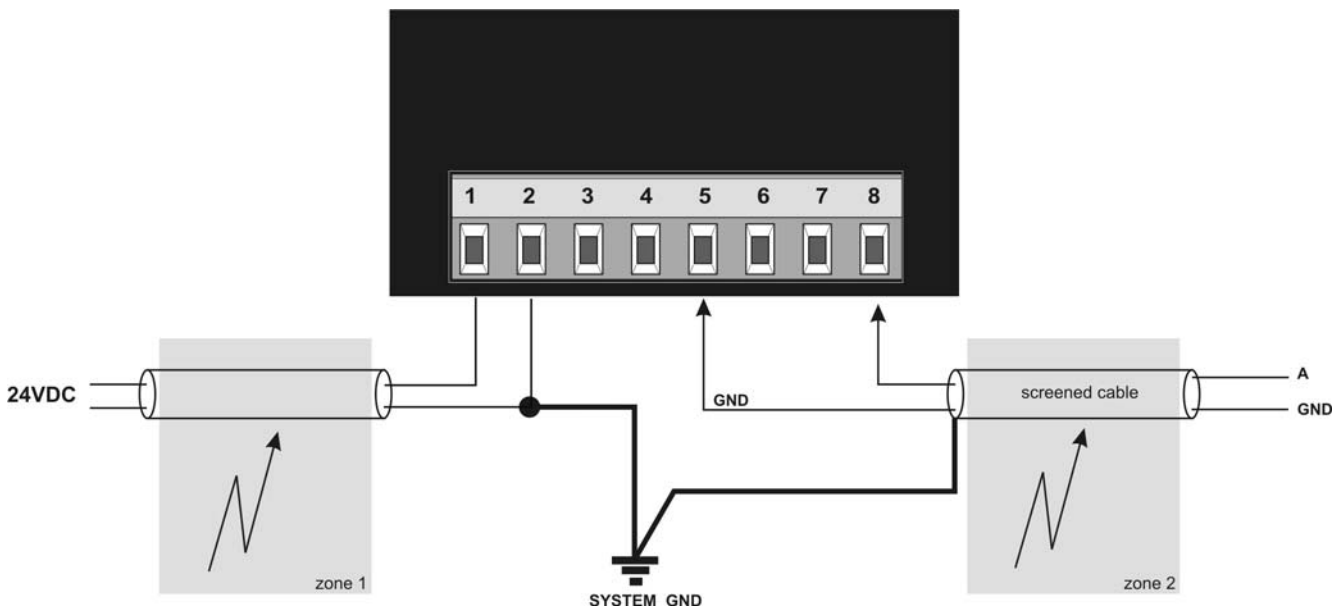 1 2 3 4 5 6 7 8
24VDC
GND
screened cable
A
GND
zone 1
zone 2
SYSTEM GND